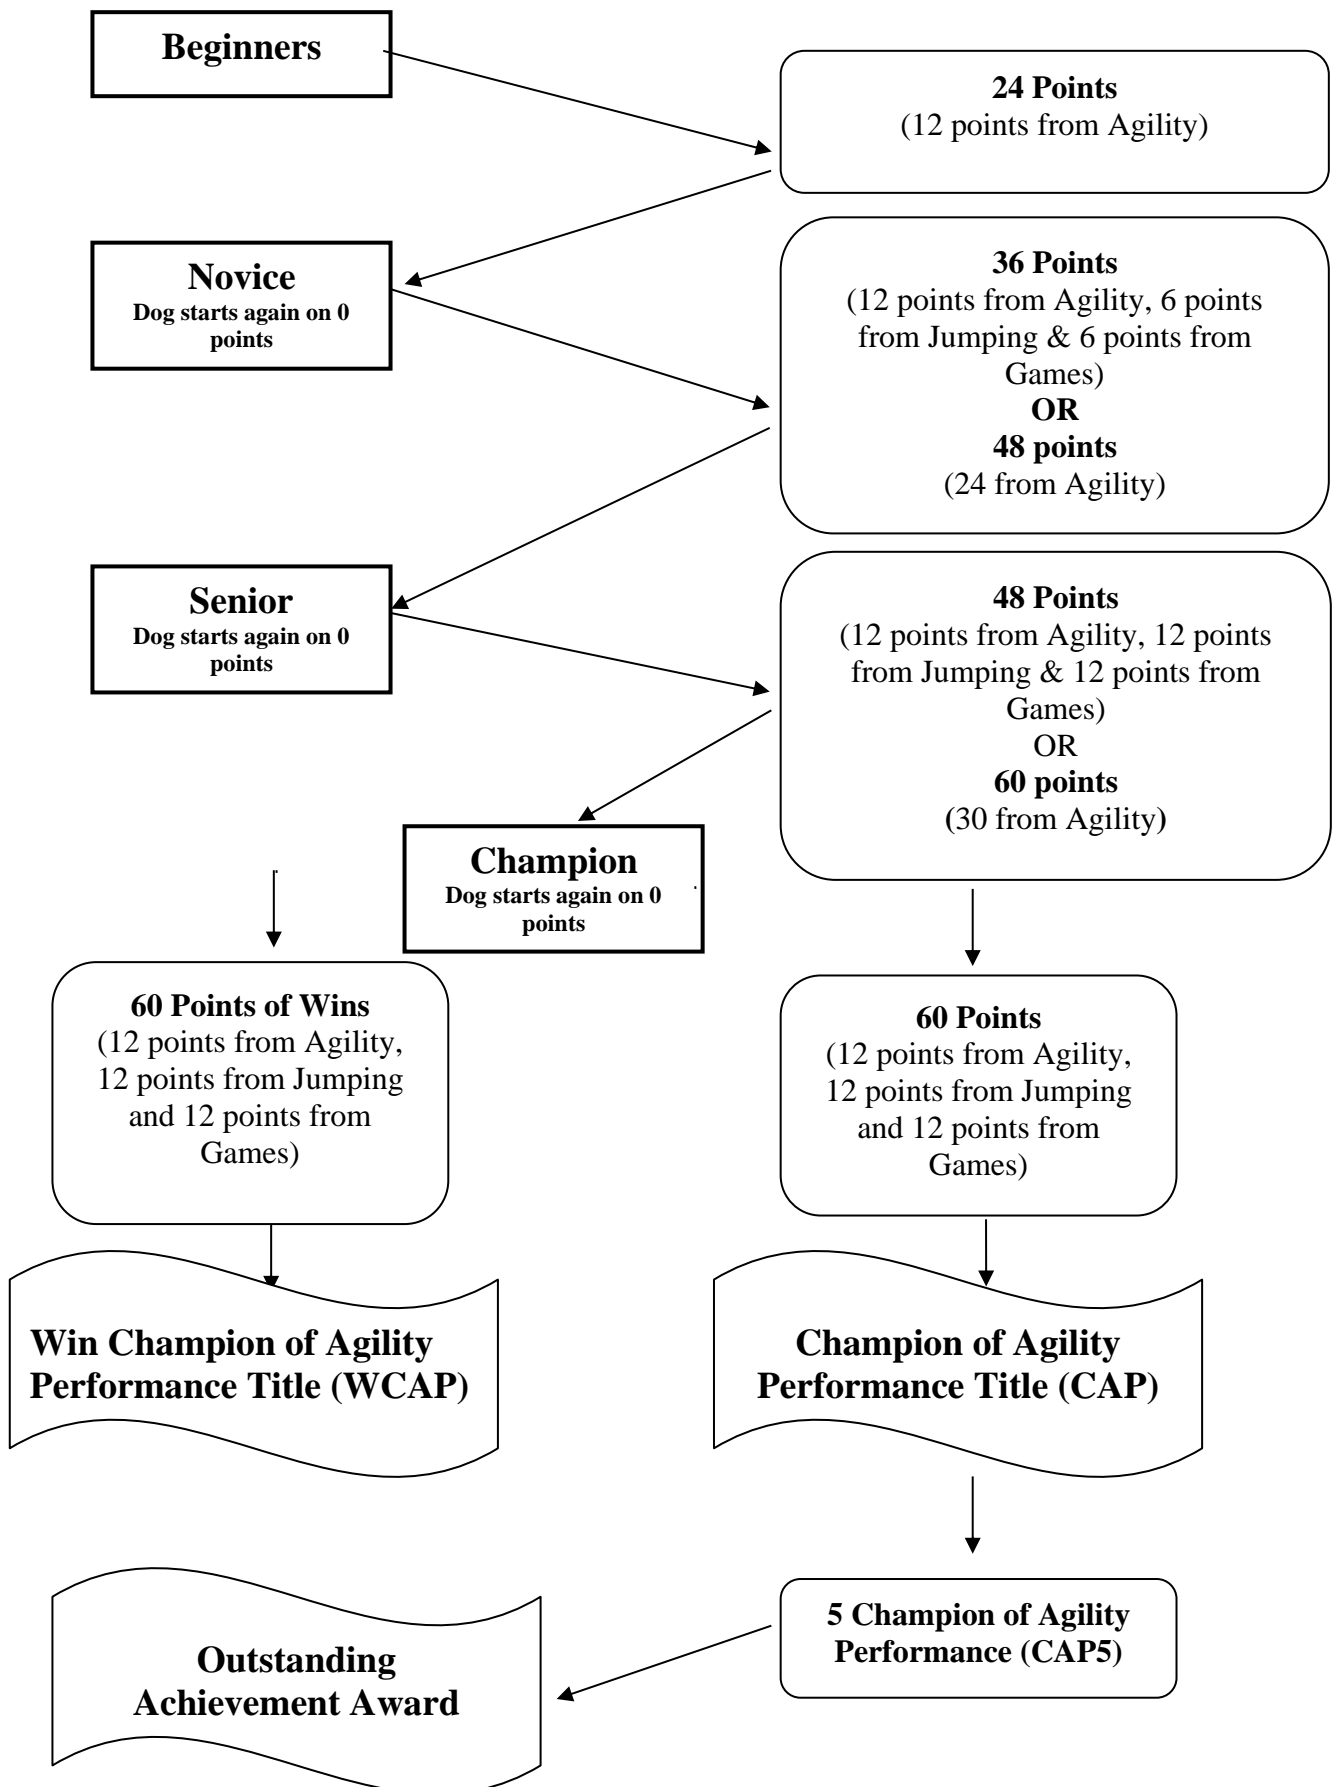 Beginners
24 Points
(12 points from Agility)
Novice
Dog starts again on 0
points
36 Points
(12 points from Agility, 6 points
from Jumping & 6 points from
Games)
OR
48 points
(24 from Agility)
Senior
Dog starts again on 0
points
48 Points
(12 points from Agility, 12 points
from Jumping & 12 points from
Games)
OR
60 points
(30 from Agility)
Champion
Dog starts again on 0
points
60 Points of Wins
(12 points from Agility,
12 points from Jumping
and 12 points from
Games)
60 Points
(12 points from Agility,
12 points from Jumping
and 12 points from
Games)
Win Champion of Agility
Performance Title (WCAP)
Champion of Agility
Performance Title (CAP)
5 Champion of Agility
Performance (CAP5)
Outstanding
Achievement Award